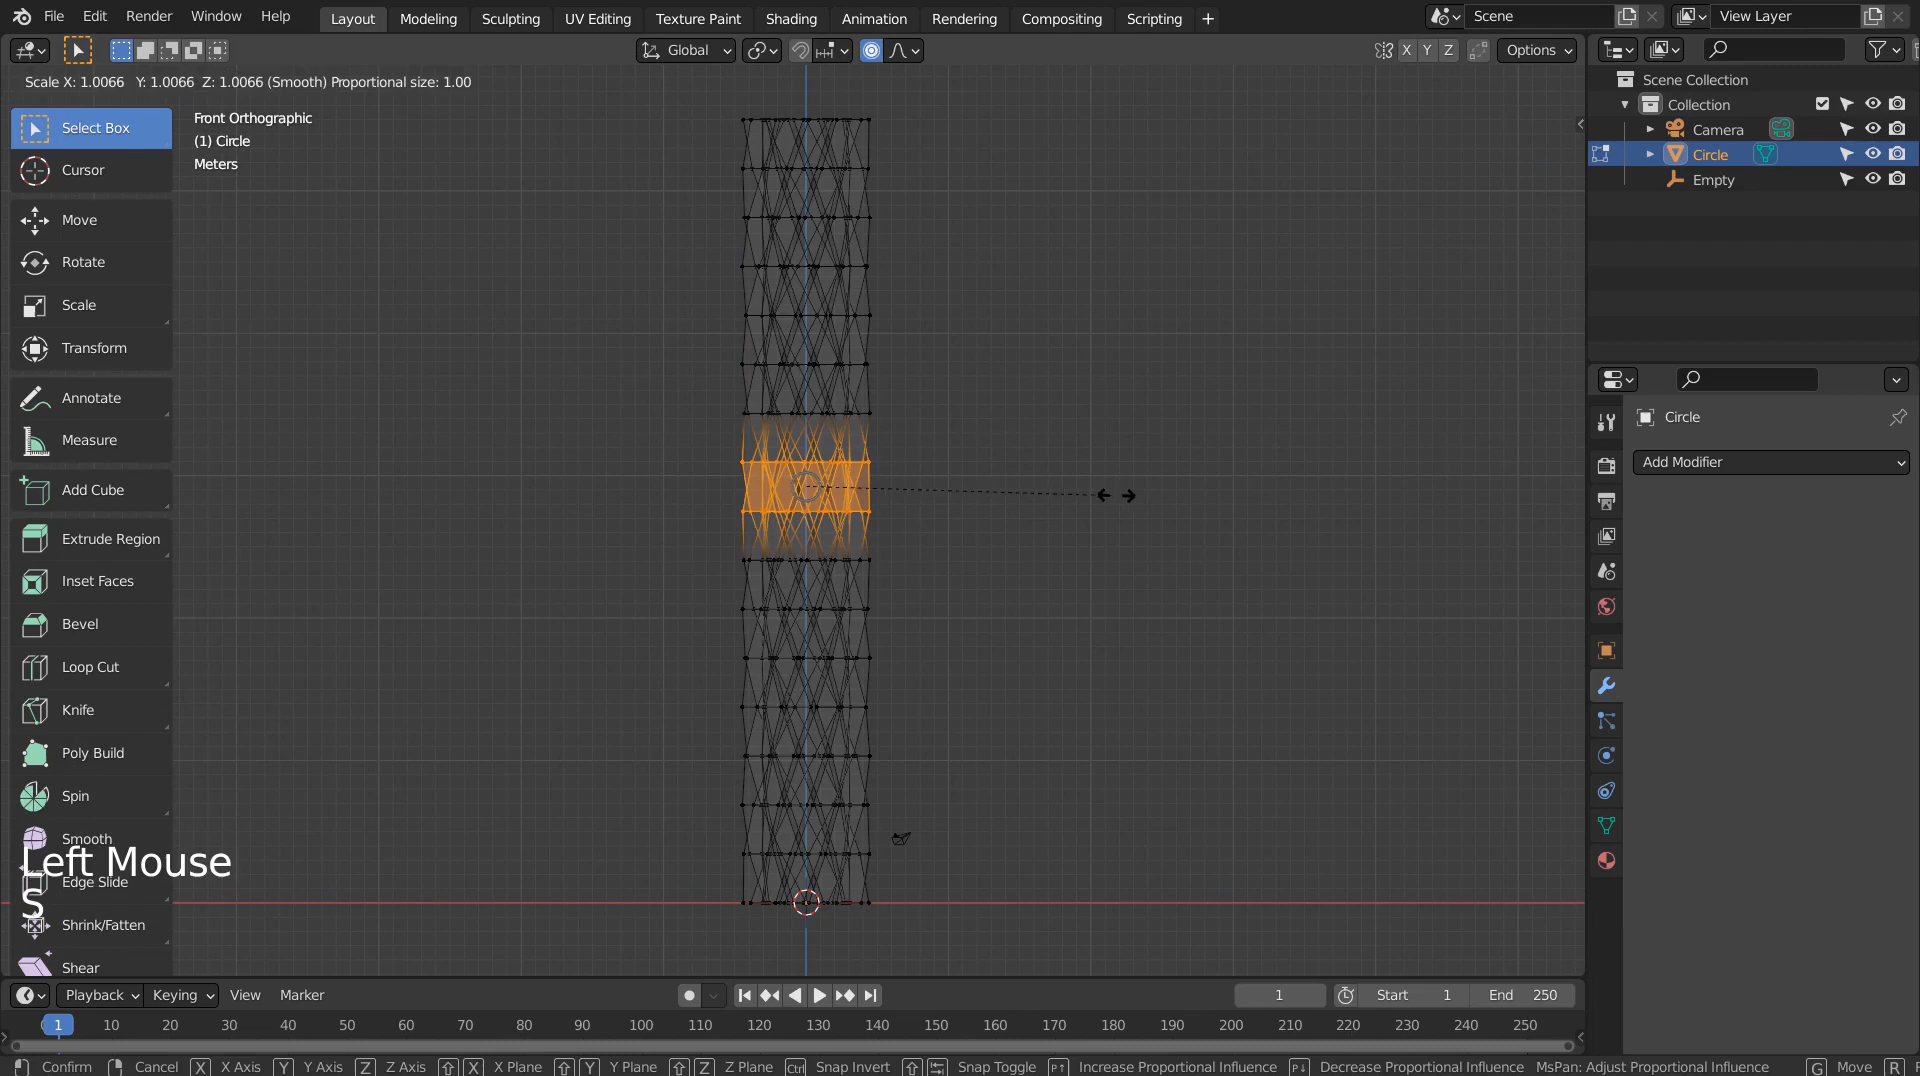 File Edit Render Window Help Layout Modeling Sculpting UV Editing Texture Paint Shading Animation Rendering Compositing Scripting + Scene View Layer
Global X Y Z Options
Scale X: 1.0066 Y: 1.0066 Z: 1.0066 (Smooth) Proportional size: 1.00
Scene Collection
Collection
Camera
Circle
Empty
Front Orthographic
(1) Circle
Meters
Select Box
Cursor
Move
Rotate
Scale
Transform
Annotate
Measure
Add Cube
Extrude Region
Inset Faces
Bevel
Loop Cut
Knife
Poly Build
Spin
Smooth
Edge Slide
Shrink/Fatten
Shear
Left Mouse
S
Circle
Add Modifier
Playback Keying View Marker 1 Start 1 End 250
1 10 20 30 40 50 60 70 80 90 100 110 120 130 140 150 160 170 180 190 200 210 220 230 240 250
Confirm Cancel X X Axis Y Y Axis Z Z Axis X X Plane Y Y Plane Z Z Plane Ctrl Snap Invert Snap Toggle P↑ Increase Proportional Influence P↓ Decrease Proportional Influence MsPan: Adjust Proportional Influence G Move R